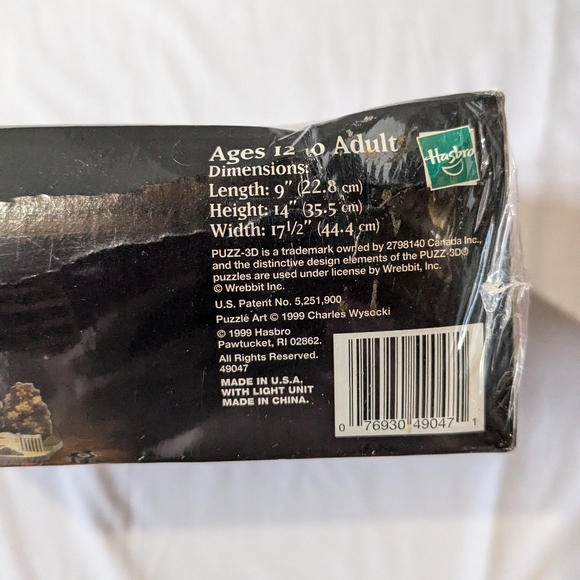 Ages 12 to Adult
Hasbro
Dimensions:
Length: 9" (22.8 cm)
Height: 14" (35.5 cm)
Width: 17 1/2" (44.4 cm)
PUZZ-3D is a trademark owned by 2798140 Canada Inc.,
and the distinctive design elements of the PUZZ-3D®
puzzles are used under license by Wrebbit, Inc.
© Wrebbit Inc.
U.S. Patent No. 5,251,900
Puzzle Art © 1999 Charles Wysocki
© 1999 Hasbro
Pawtucket, RI 02862.
All Rights Reserved.
49047
MADE IN U.S.A.
WITH LIGHT UNIT
MADE IN CHINA.
0 76930 49047 1